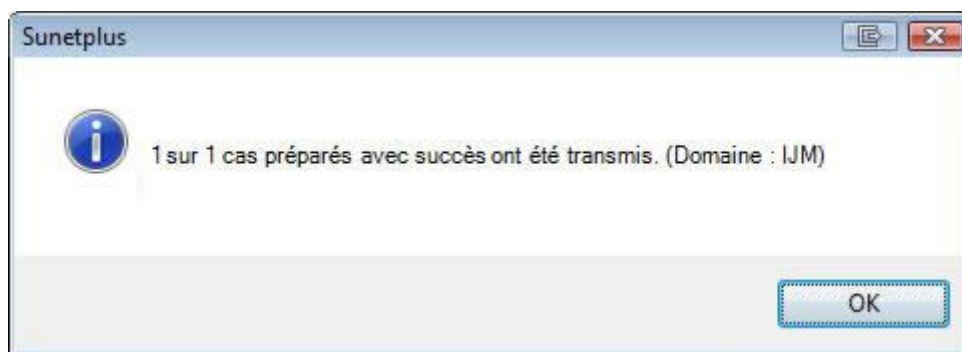 Sunetplus
1 sur 1 cas préparés avec succès ont été transmis. (Domaine : IJM)
OK